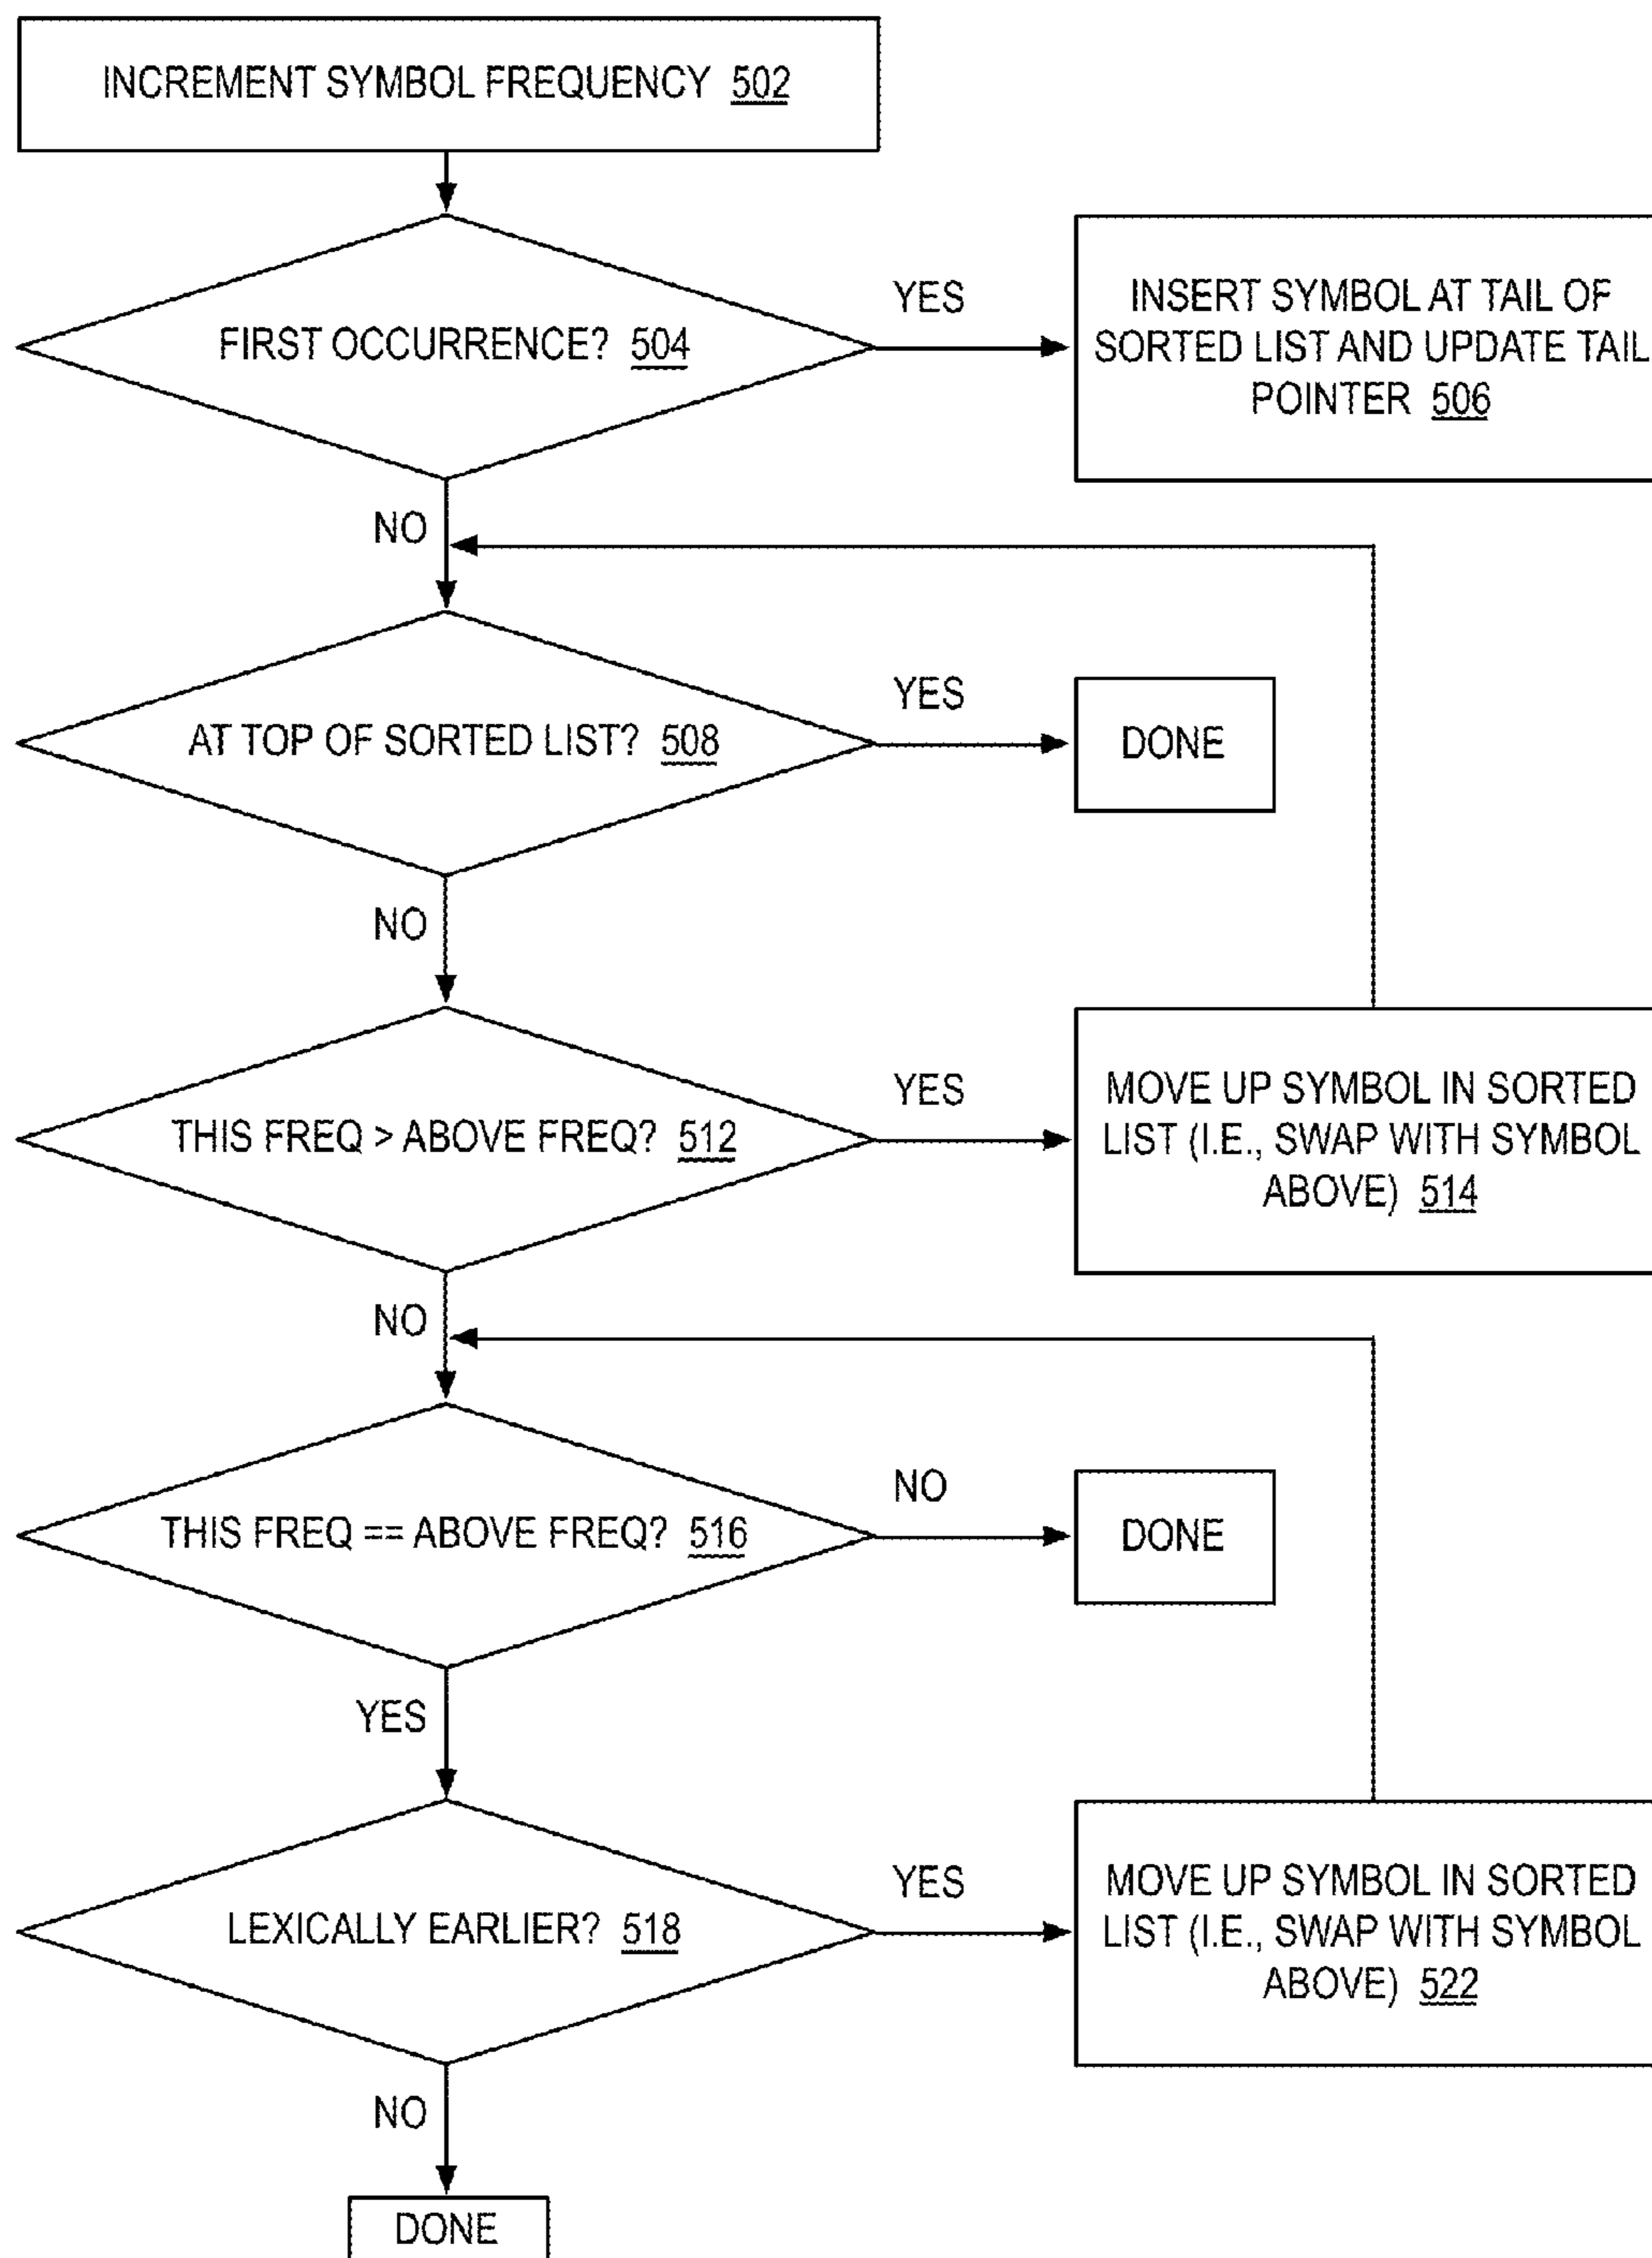 INCREMENT SYMBOL FREQUENCY 502
YES
INSERT SYMBOL AT TAIL OF
SORTED LIST AND UPDATE TAIL
POINTER 506
FIRST OCCURRENCE? 504
NO
YES
AT TOP OF SORTED LIST? 508
DONE
NO
YES
THIS FREQ > ABOVE FREQ? 512
MOVE UP SYMBOL IN SORTED
LIST (I.E., SWAP WITH SYMBOL
ABOVE) 514
NO
NO
THIS FREQ == ABOVE FREQ? 516
DONE
YES
YES
LEXICALLY EARLIER? 518
MOVE UP SYMBOL IN SORTED
LIST (I.E., SWAP WITH SYMBOL
ABOVE) 522
NO
DONE